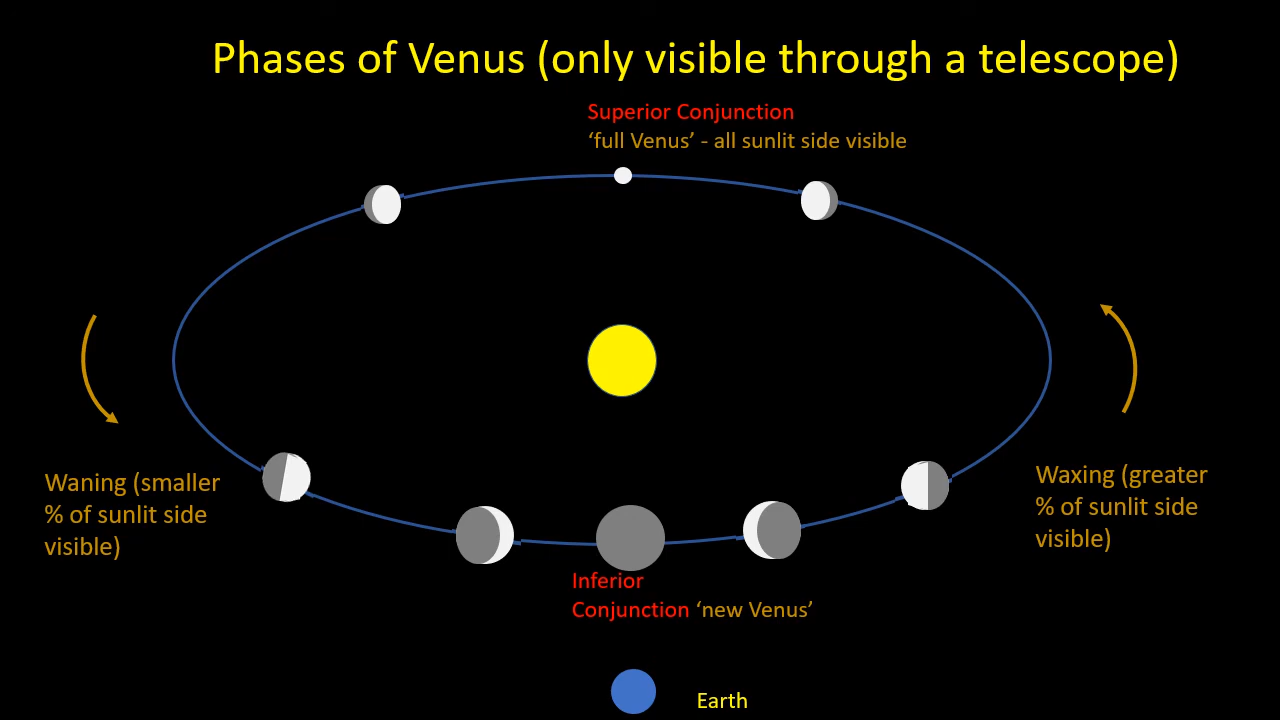 Phases of Venus (only visible through a telescope)
Superior Conjunction
‘full Venus’ - all sunlit side visible
Waning (smaller
% of sunlit side
visible)
Waxing (greater
% of sunlit side
visible)
Inferior
Conjunction ‘new Venus’
Earth